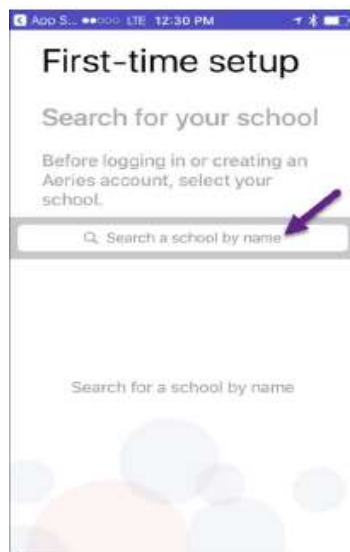 App S... LTE 12:30 PM
First-time setup
Search for your school
Before logging in or creating an
Aeries account, select your
school.
Search a school by name
Search for a school by name